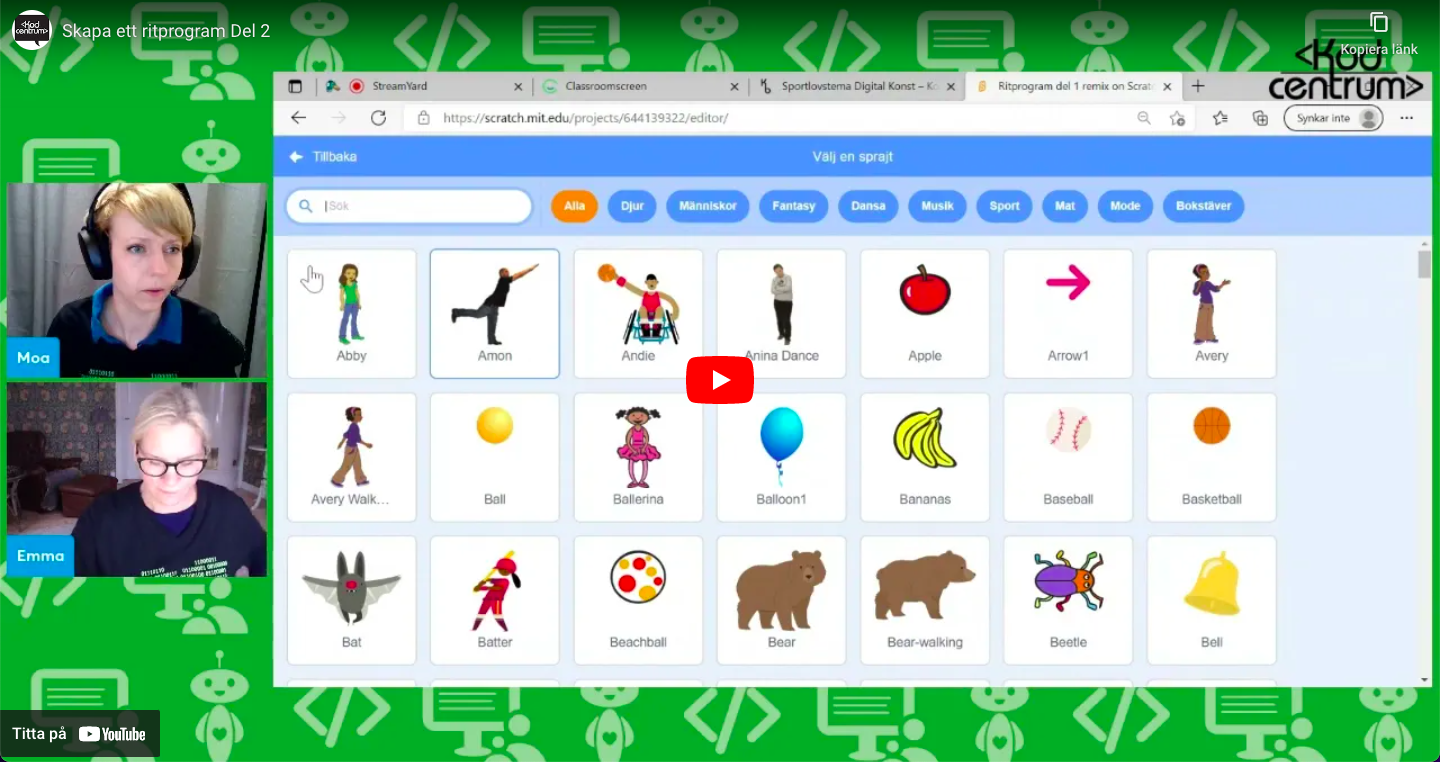 Skapa ett ritprogram Del 2
Kopiera länk
<Kod
centrum>
StreamYard
Classroomscreen
Sportlovstema Digital Konst – Ko
Ritprogram del 1 remix on Scratc
https://scratch.mit.edu/projects/644139322/editor/
Synkar inte
Tillbaka
Välj en sprajt
Sök
Alla
Djur
Människor
Fantasy
Dansa
Musik
Sport
Mat
Mode
Bokstäver
Abby
Amon
Andie
Anina Dance
Apple
Arrow1
Avery
Avery Walk...
Ball
Ballerina
Balloon1
Bananas
Baseball
Basketball
Bat
Batter
Beachball
Bear
Bear-walking
Beetle
Bell
Moa
Emma
Titta på YouTube